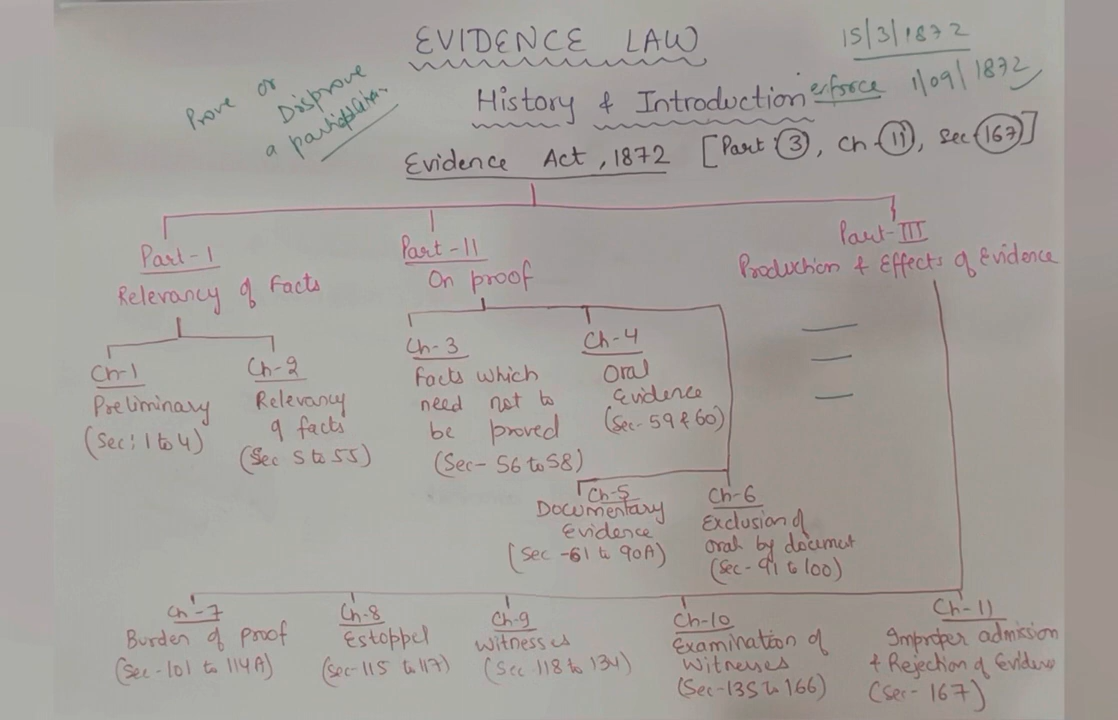 EVIDENCE LAW
15/3/1872
Prove or
Disprove
a particular
History & Introduction
enforce 1/09/1872
Evidence Act, 1872 [Part 3, Ch 11, Sec 167]
Part-I
Relevancy of Facts
Part-II
On proof
Part-III
Production & Effects of Evidence
Ch-1
Preliminary
(Sec: 1 to 4)
Ch-2
Relevancy
of facts
(Sec 5 to 55)
Ch-3
Facts which
need not to
be proved
(Sec- 56 to 58)
Ch-4
Oral
Evidence
(Sec- 59 & 60)
Ch-5
Documentary
Evidence
(Sec -61 to 90A)
Ch-6
Exclusion of
oral by documet
(Sec- 91 to 100)
Ch-7
Burden of proof
(Sec-101 to 114A)
Ch-8
Estoppel
(Sec-115 to 117)
Ch-9
Witnesses
(Sec 118 to 134)
Ch-10
Examination of
Witnesses
(Sec-135 to 166)
Ch-11
Improper admission
+ Rejection of Evidence
(Sec- 167)